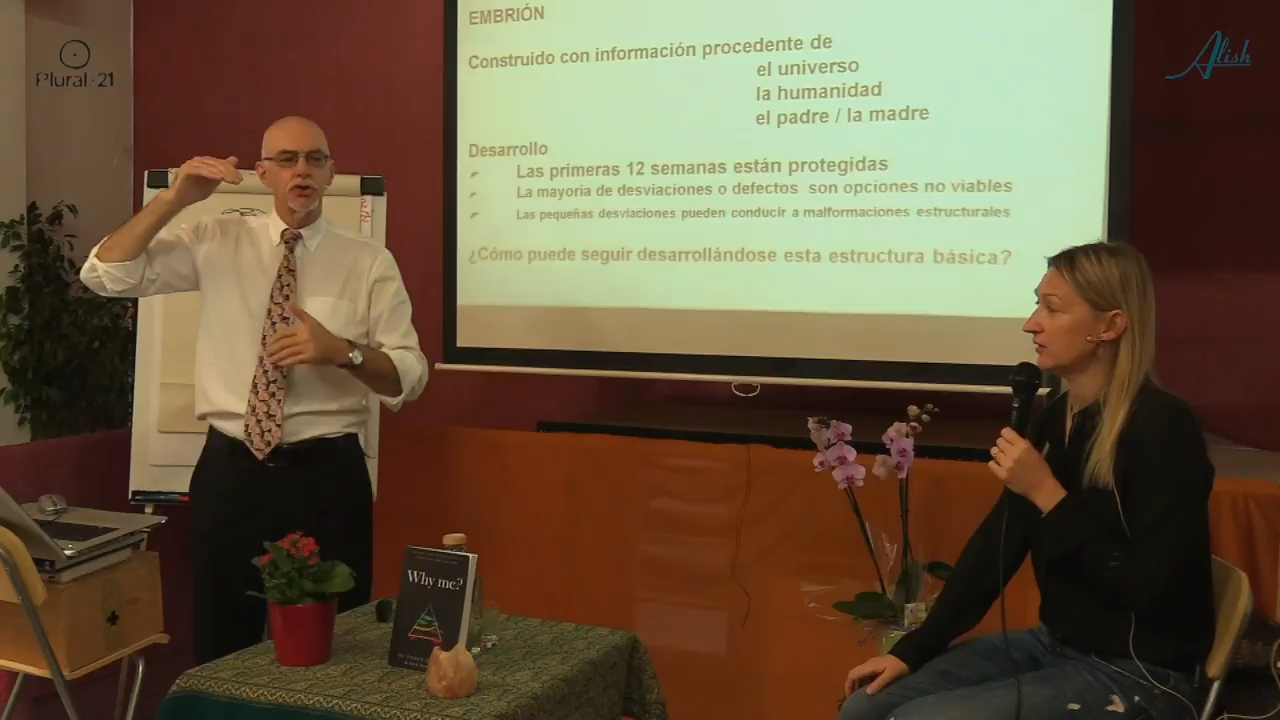 Plural·21
Alish
EMBRIÓN
Construido con información procedente de
el universo
la humanidad
el padre / la madre
Desarrollo
Las primeras 12 semanas están protegidas
La mayoría de desviaciones o defectos son opciones no viables
Las pequeñas desviaciones pueden conducir a malformaciones estructurales
¿Cómo puede seguir desarrollándose esta estructura básica?
Why me?